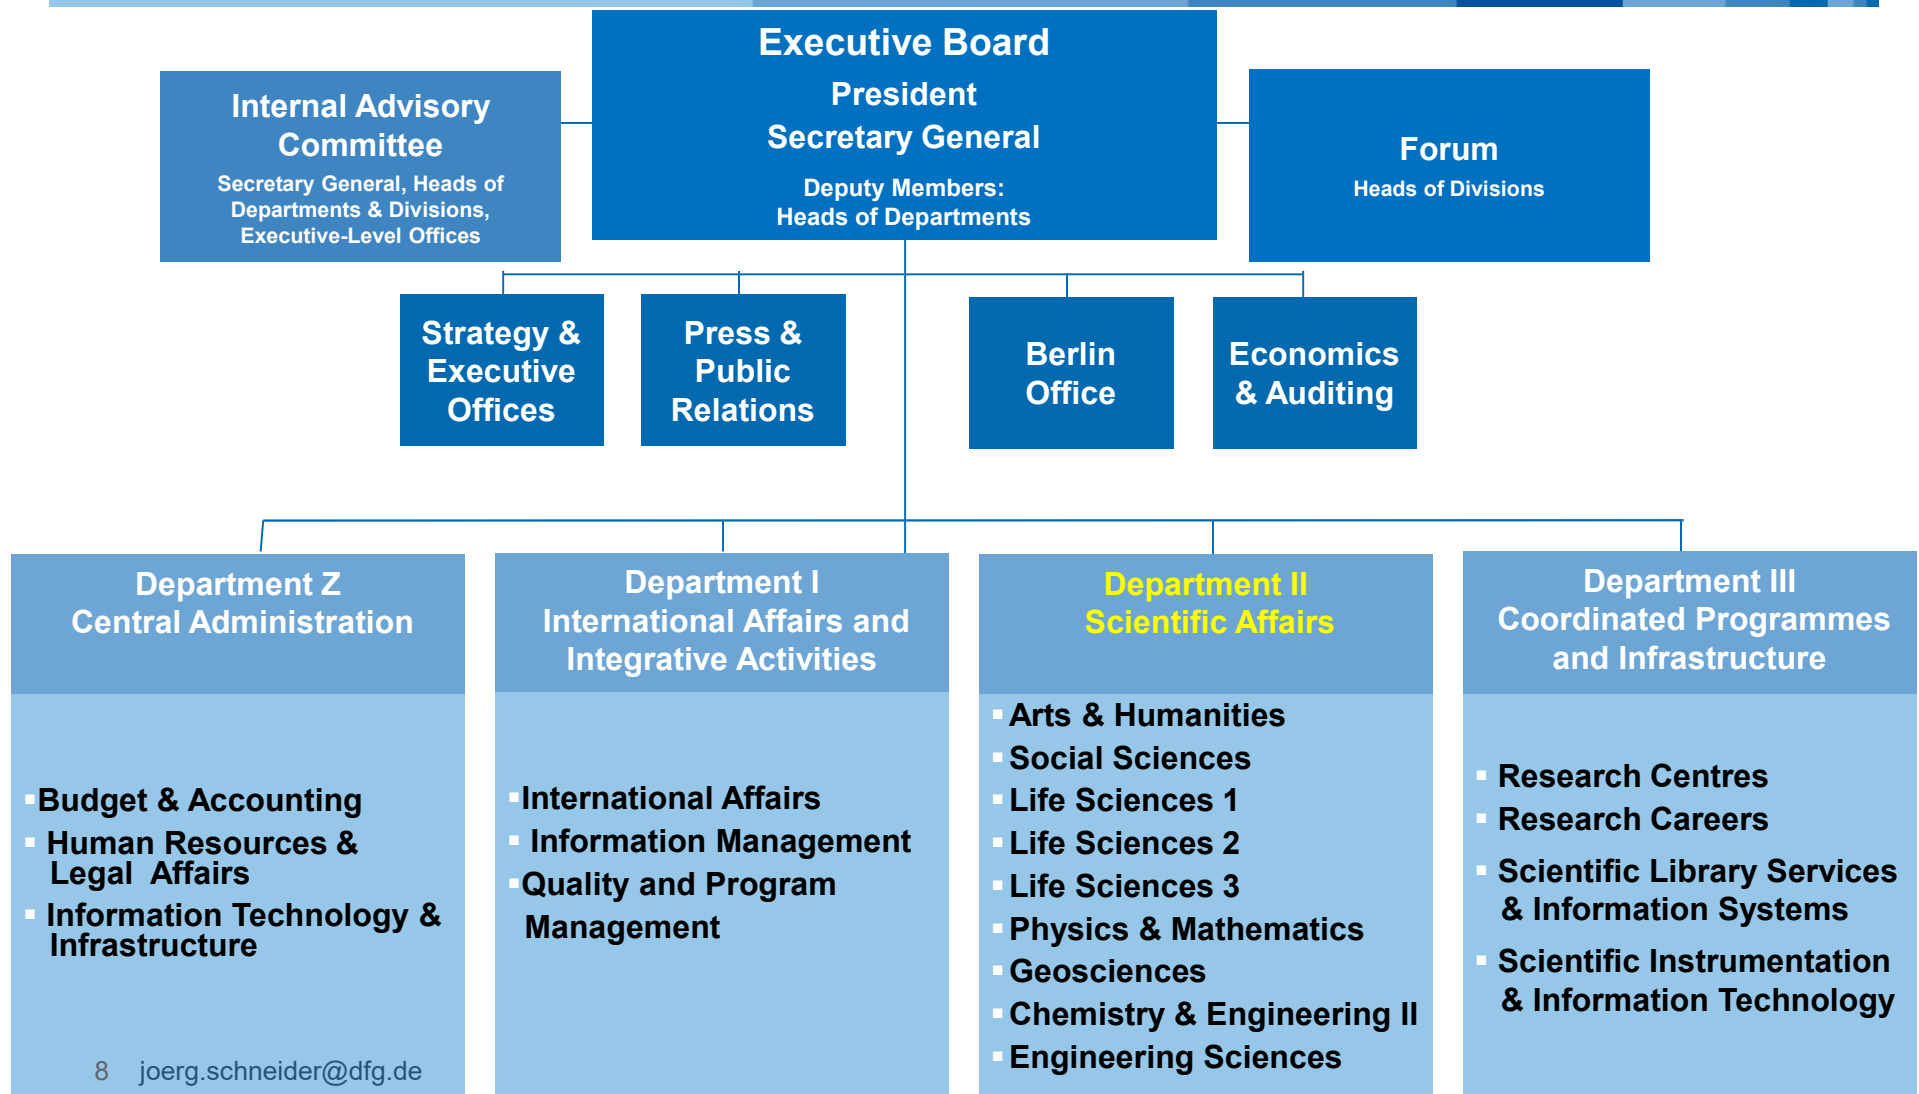 Executive Board
President
Secretary General
Deputy Members:
Heads of Departments
Internal Advisory
Committee
Secretary General, Heads of
Departments & Divisions,
Executive-Level Offices
Forum
Heads of Divisions
Strategy &
Executive
Offices
Press &
Public
Relations
Berlin
Office
Economics
& Auditing
Department Z
Central Administration
▪Budget & Accounting
▪ Human Resources &
Legal Affairs
▪ Information Technology &
Infrastructure
Department I
International Affairs and
Integrative Activities
▪International Affairs
▪ Information Management
▪Quality and Program
Management
Department II
Scientific Affairs
▪Arts & Humanities
▪Social Sciences
▪Life Sciences 1
▪Life Sciences 2
▪Life Sciences 3
▪Physics & Mathematics
▪Geosciences
▪Chemistry & Engineering II
▪Engineering Sciences
Department III
Coordinated Programmes
and Infrastructure
▪ Research Centres
▪ Research Careers
▪ Scientific Library Services
& Information Systems
▪ Scientific Instrumentation
& Information Technology
8 joerg.schneider@dfg.de